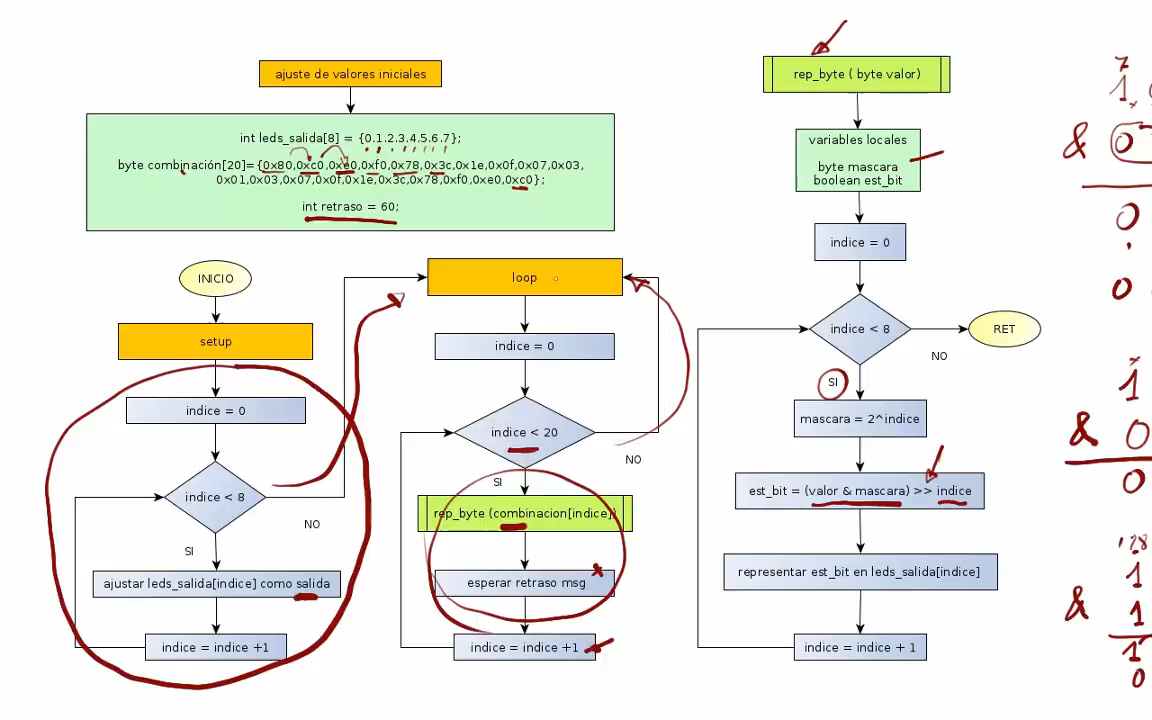 ajuste de valores iniciales
int leds_salida[8] = {0.1.2.3.4.5.6.7};
byte combinación[20]={0x80,0xc0,0xe0,0xf0,0x78,0x3c,0x1e,0x0f,0x07,0x03,
0x01,0x03,0x07,0x0f,0x1e,0x3c,0x78,0xf0,0xe0,0xc0};
int retraso = 60;
INICIO
setup
indice = 0
indice < 8
NO
SI
ajustar leds_salida[indice] como salida
indice = indice +1
loop
indice = 0
indice < 20
NO
SI
rep_byte (combinacion[indice])
esperar retraso msg
indice = indice +1
rep_byte ( byte valor)
variables locales
byte mascara
boolean est_bit
indice = 0
indice < 8
RET
NO
SI
mascara = 2^indice
est_bit = (valor & mascara) >> indice
representar est_bit en leds_salida[indice]
indice = indice + 1
7
1
& 0
0
0
1
& 0
0
128
1
& 1
1
0